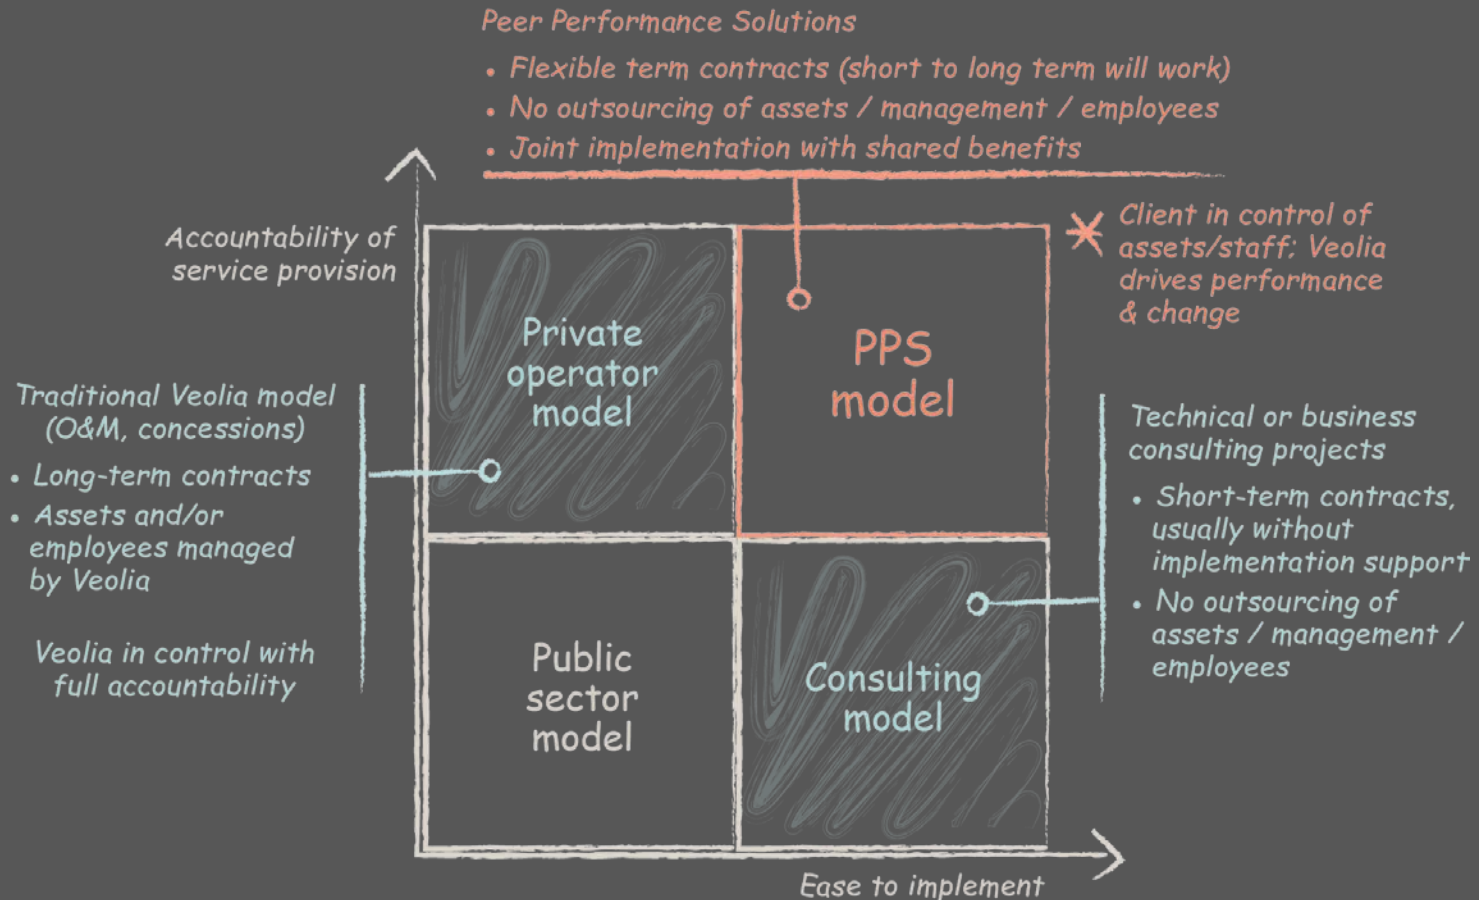 Peer Performance Solutions
• Flexible term contracts (short to long term will work)
• No outsourcing of assets / management / employees
• Joint implementation with shared benefits
Accountability of
service provision
Client in control of
assets/staff; Veolia
drives performance
& change
Private
operator
model
PPS
model
Traditional Veolia model
(O&M, concessions)
• Long-term contracts
• Assets and/or
employees managed
by Veolia
Veolia in control with
full accountability
Technical or business
consulting projects
• Short-term contracts,
usually without
implementation support
• No outsourcing of
assets / management /
employees
Public
sector
model
Consulting
model
Ease to implement